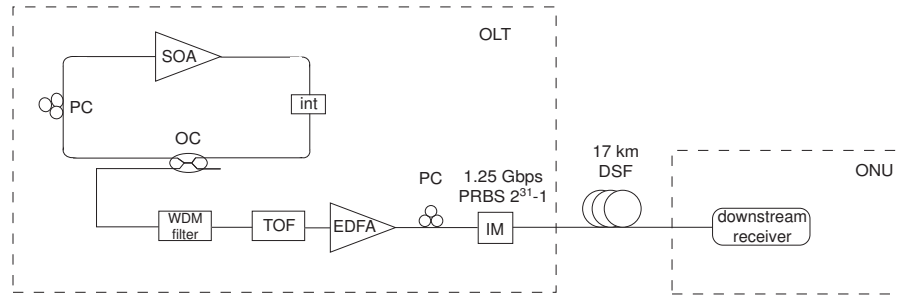 OLT
SOA
PC
int
OC
WDM
filter
TOF
EDFA
PC
1.25 Gbps
PRBS 2³¹-1
IM
17 km
DSF
ONU
downstream
receiver